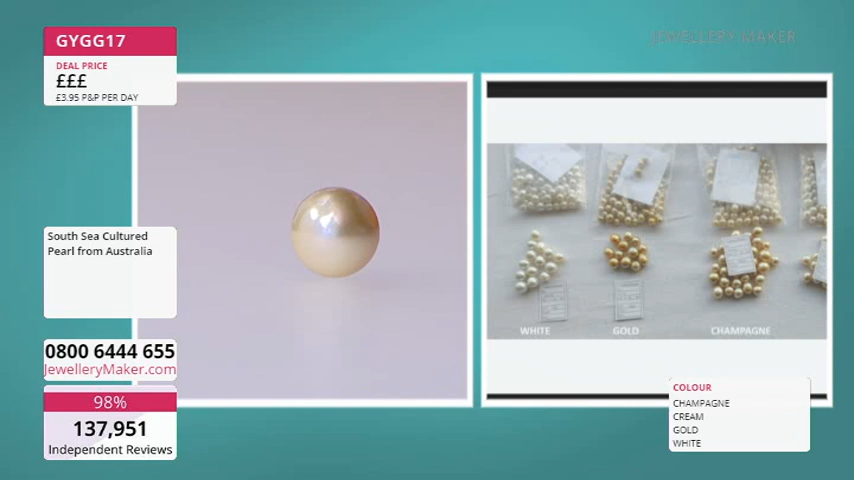 GYGG17
DEAL PRICE
£££
£3.95 P&P PER DAY
JEWELLERY MAKER
South Sea Cultured
Pearl from Australia
0800 6444 655
JewelleryMaker.com
98%
137,951
Independent Reviews
WHITE
GOLD
CHAMPAGNE
COLOUR
CHAMPAGNE
CREAM
GOLD
WHITE